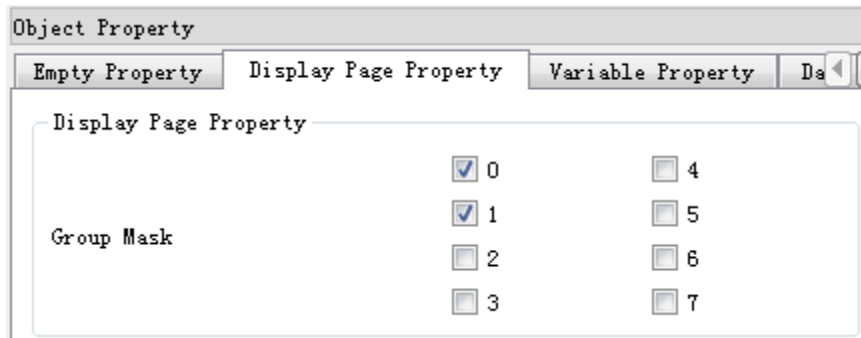 Object Property
Empty Property Display Page Property Variable Property Da
Display Page Property
0 4
1 5
Group Mask
2 6
3 7